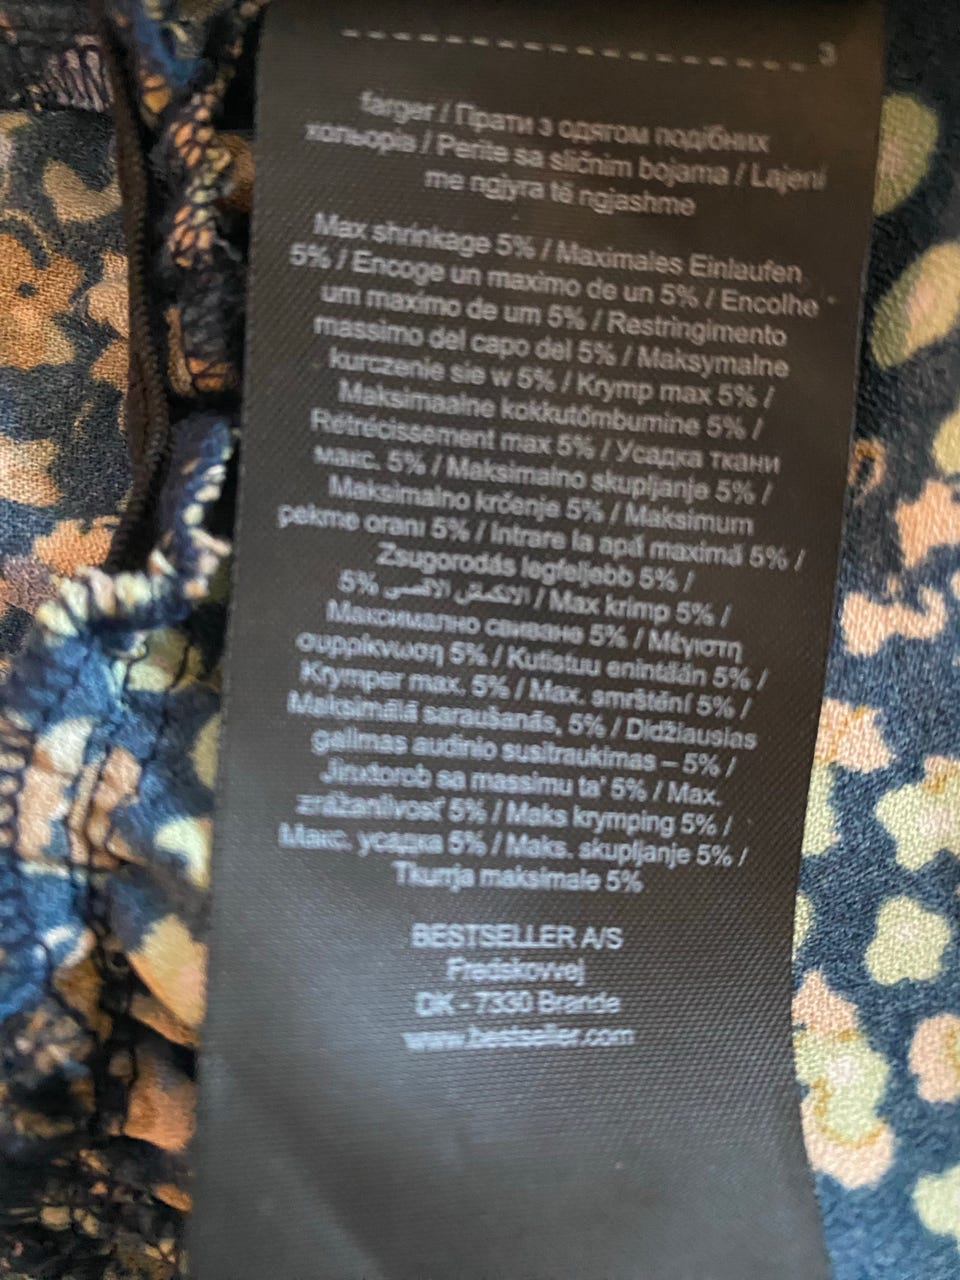 3
farger / Прати з одягом подібних
кольорів / Perite sa sličnim bojama / Lajeni
me ngjyra të ngjashme
Max shrinkage 5% / Maximales Einlaufen
5% / Encoge un maximo de un 5% / Encolhe
um maximo de um 5% / Restringimento
massimo del capo del 5% / Maksymalne
kurczenie sie w 5% / Krymp max 5% /
Maksimaalne kokkutõmbumine 5% /
Rétrécissement max 5% / Усадка ткани
макс. 5% / Maksimalno skupljanje 5% /
Maksimalno krčenje 5% / Maksimum
pekme oranı 5% / Intrare la apă maximă 5% /
Zsugorodás legfeljebb 5% /
5% الانكماش الأقصى / Max krimp 5% /
Максимално свиване 5% / Μέγιστη
συρρίκνωση 5% / Kutistuu enintään 5% /
Krymper max. 5% / Max. smrštění 5% /
Maksimālā saraušanās, 5% / Didžiausias
galimas audinio susitraukimas – 5% /
Jinxtorob sa massimu ta' 5% / Max.
zrážanlivosť 5% / Maks krymping 5% /
Макс. усадка 5% / Maks. skupljanje 5% /
Tkurrja maksimale 5%
BESTSELLER A/S
Fredskovvej
DK - 7330 Brande
www.bestseller.com